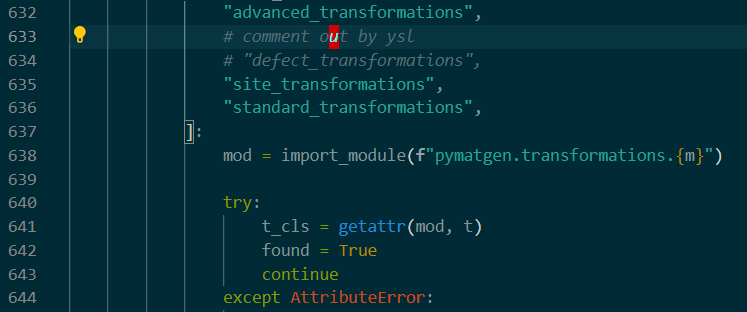 632 "advanced_transformations",
633 # comment out by ysl
634 # "defect_transformations",
635 "site_transformations",
636 "standard_transformations",
637 ]:
638 mod = import_module(f"pymatgen.transformations.{m}")
639
640 try:
641 t_cls = getattr(mod, t)
642 found = True
643 continue
644 except AttributeError: